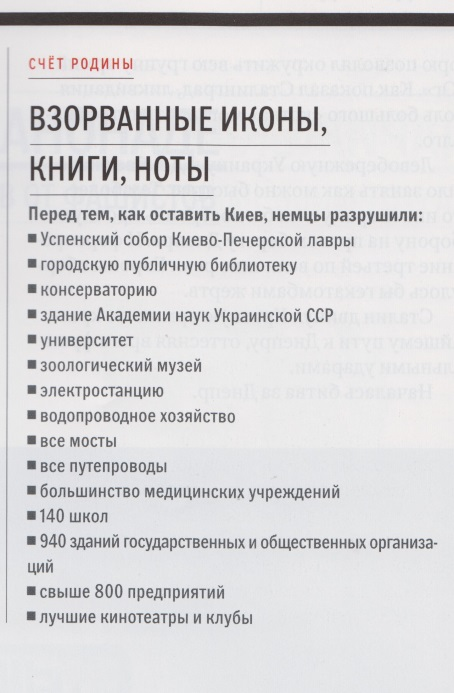 СЧЁТ РОДИНЫ
ВЗОРВАННЫЕ ИКОНЫ,
КНИГИ, НОТЫ
Перед тем, как оставить Киев, немцы разрушили:
■ Успенский собор Киево-Печерской лавры
■ городскую публичную библиотеку
■ консерваторию
■ здание Академии наук Украинской ССР
■ университет
■ зоологический музей
■ электростанцию
■ водопроводное хозяйство
■ все мосты
■ все путепроводы
■ большинство медицинских учреждений
■ 140 школ
■ 940 зданий государственных и общественных организа-
ций
■ свыше 800 предприятий
■ лучшие кинотеатры и клубы